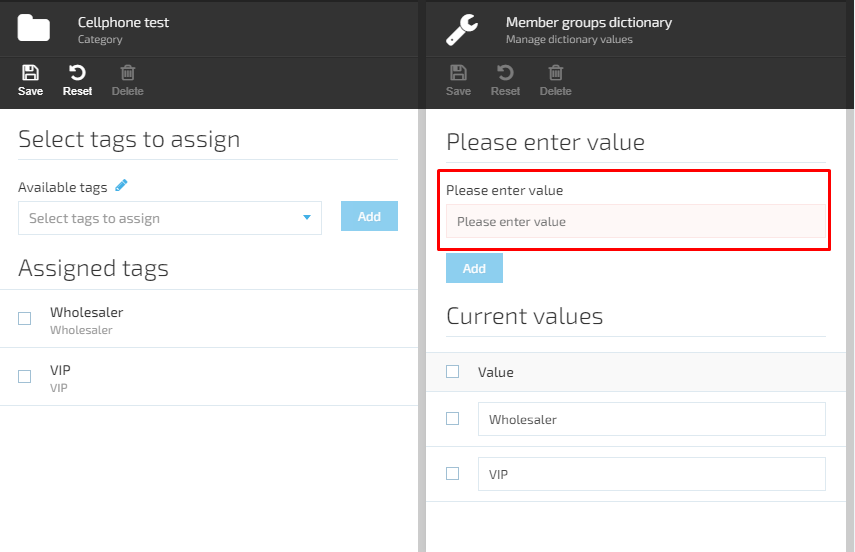 Cellphone test
Category
Save Reset Delete
Select tags to assign
Available tags
Select tags to assign
Add
Assigned tags
Wholesaler
Wholesaler
VIP
VIP
Member groups dictionary
Manage dictionary values
Save Reset Delete
Please enter value
Please enter value
Please enter value
Add
Current values
Value
Wholesaler
VIP